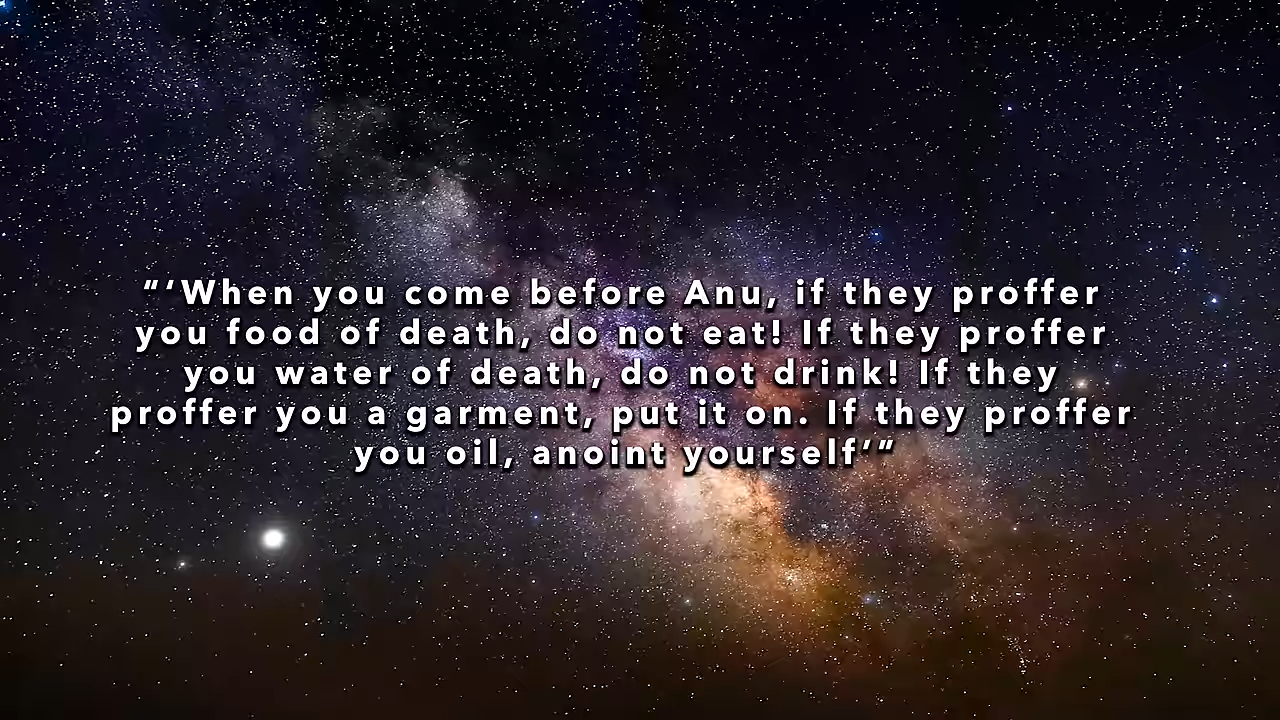 “‘When you come before Anu, if they proffer
you food of death, do not eat! If they proffer
you water of death, do not drink! If they
proffer you a garment, put it on. If they proffer
you oil, anoint yourself’”